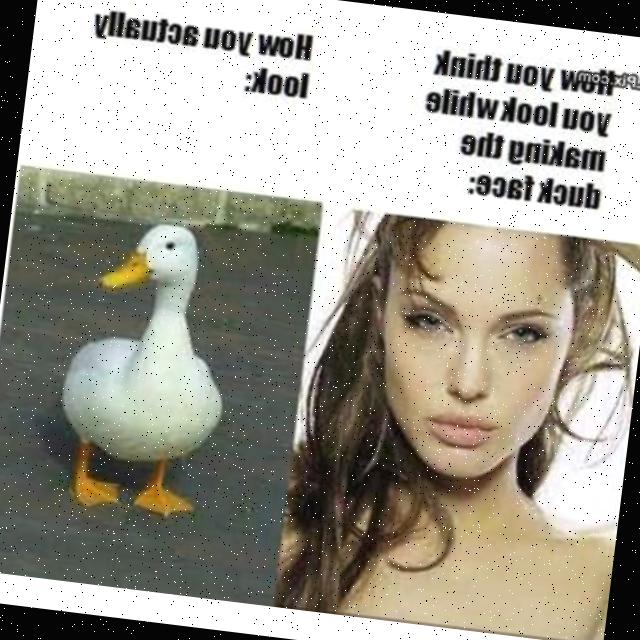 How you think
you look while
making the
duck face:
How you actually
look: